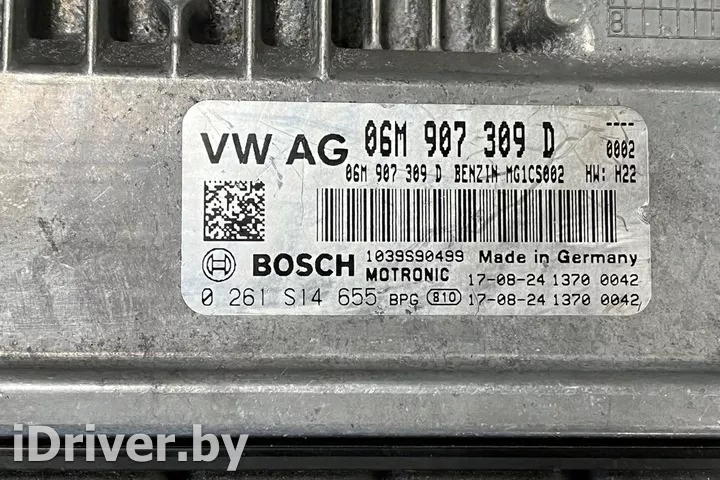 8
VW AG 06M 907 309 D ----
0002
06M 907 309 D BENZIN MG1CS002 HW: H22
BOSCH 1039S90499 Made in Germany
MOTRONIC 17-08-24 1370 0042
0 261 S14 655 BPG 810 17-08-24 1370 0042
iDriver.by